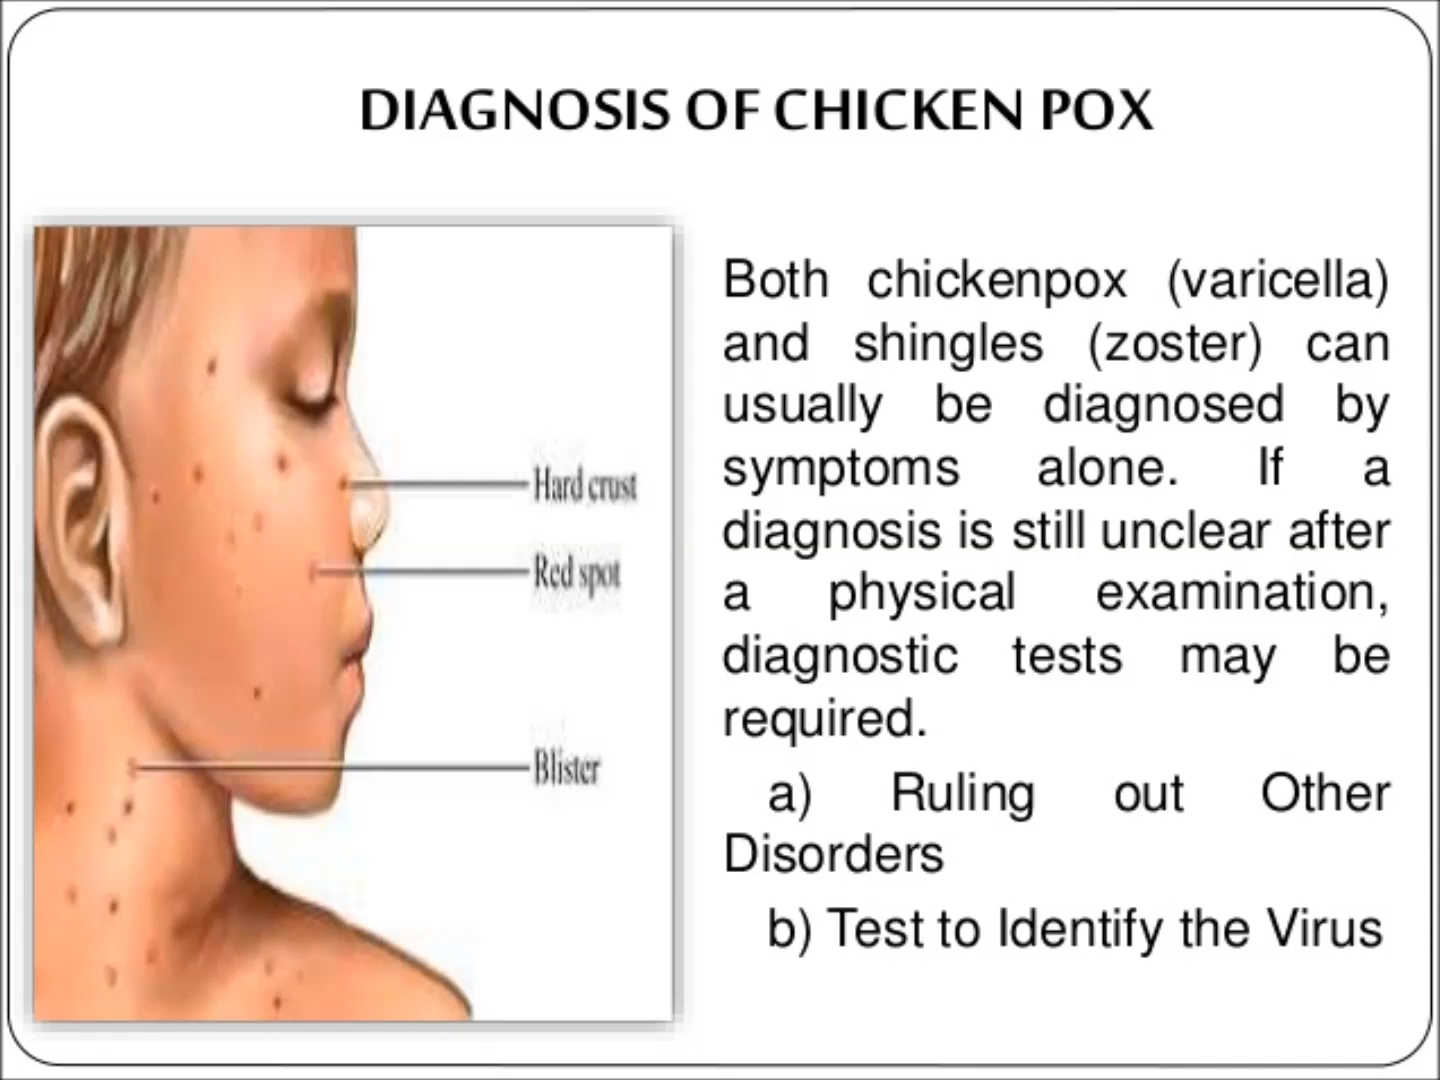 DIAGNOSIS OF CHICKEN POX
Hard crust
Red spot
Blister
Both chickenpox (varicella)
and shingles (zoster) can
usually be diagnosed by
symptoms alone. If a
diagnosis is still unclear after
a physical examination,
diagnostic tests may be
required.
a) Ruling out Other
Disorders
b) Test to Identify the Virus